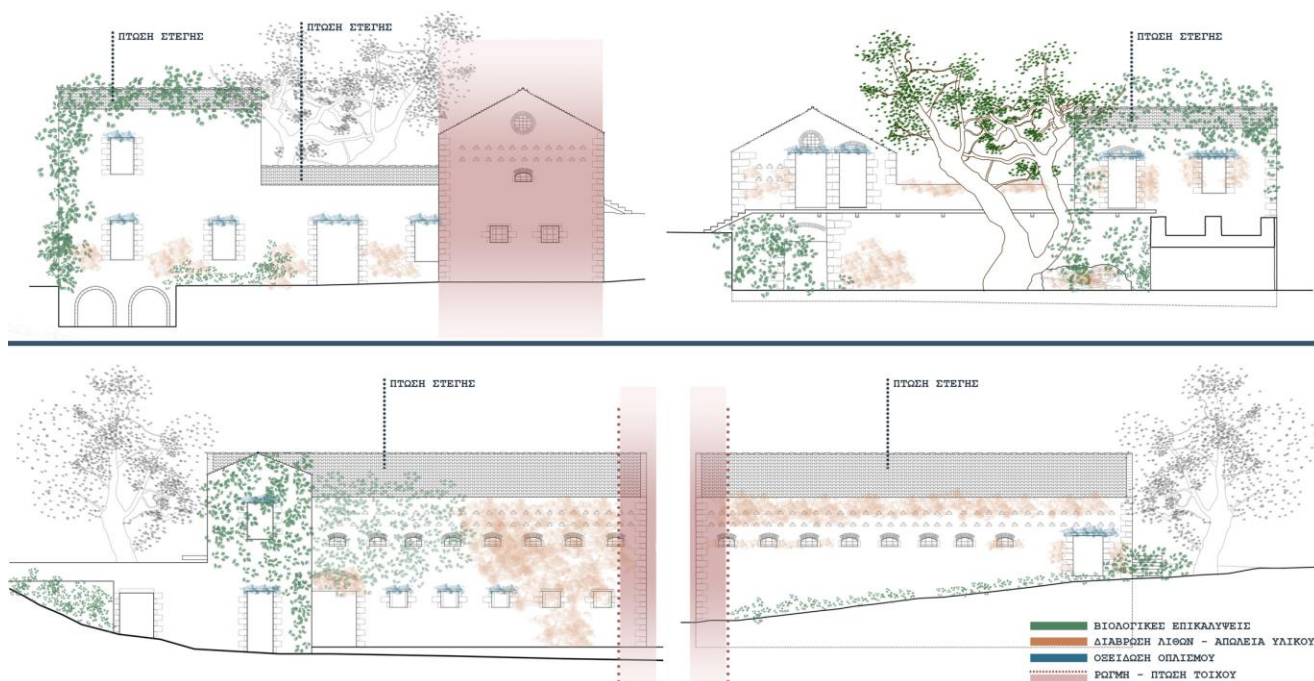 ΠΤΩΣΗ ΣΤΕΓΗΣ
ΠΤΩΣΗ ΣΤΕΓΗΣ
ΠΤΩΣΗ ΣΤΕΓΗΣ
ΠΤΩΣΗ ΣΤΕΓΗΣ
ΠΤΩΣΗ ΣΤΕΓΗΣ
ΒΙΟΛΟΓΙΚΕΣ ΕΠΙΚΑΛΥΨΕΙΣ
ΔΙΑΒΡΩΣΗ ΛΙΘΩΝ - ΑΠΩΛΕΙΑ ΥΛΙΚΟΥ
ΟΞΕΙΔΩΣΗ ΟΠΛΙΣΜΟΥ
ΡΩΓΜΗ - ΠΤΩΣΗ ΤΟΙΧΟΥ